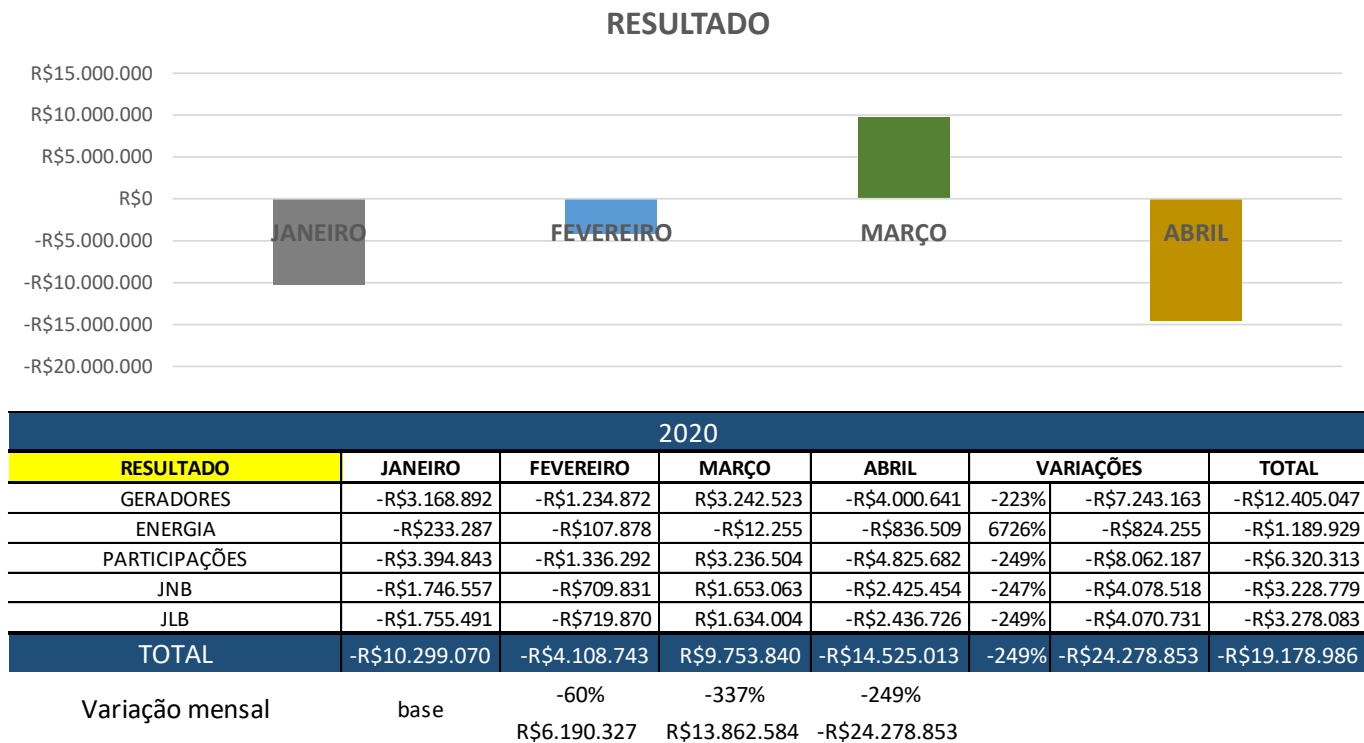 RESULTADO
R$15.000.000
R$10.000.000
R$5.000.000
R$0
-R$5.000.000
-R$10.000.000
-R$15.000.000
-R$20.000.000
JANEIRO FEVEREIRO MARÇO ABRIL
2020
RESULTADO JANEIRO FEVEREIRO MARÇO ABRIL VARIAÇÕES TOTAL
GERADORES -R$3.168.892 -R$1.234.872 R$3.242.523 -R$4.000.641 -223% -R$7.243.163 -R$12.405.047
ENERGIA -R$233.287 -R$107.878 -R$12.255 -R$836.509 6726% -R$824.255 -R$1.189.929
PARTICIPAÇÕES -R$3.394.843 -R$1.336.292 R$3.236.504 -R$4.825.682 -249% -R$8.062.187 -R$6.320.313
JNB -R$1.746.557 -R$709.831 R$1.653.063 -R$2.425.454 -247% -R$4.078.518 -R$3.228.779
JLB -R$1.755.491 -R$719.870 R$1.634.004 -R$2.436.726 -249% -R$4.070.731 -R$3.278.083
TOTAL -R$10.299.070 -R$4.108.743 R$9.753.840 -R$14.525.013 -249% -R$24.278.853 -R$19.178.986
Variação mensal base -60% -337% -249%
R$6.190.327 R$13.862.584 -R$24.278.853